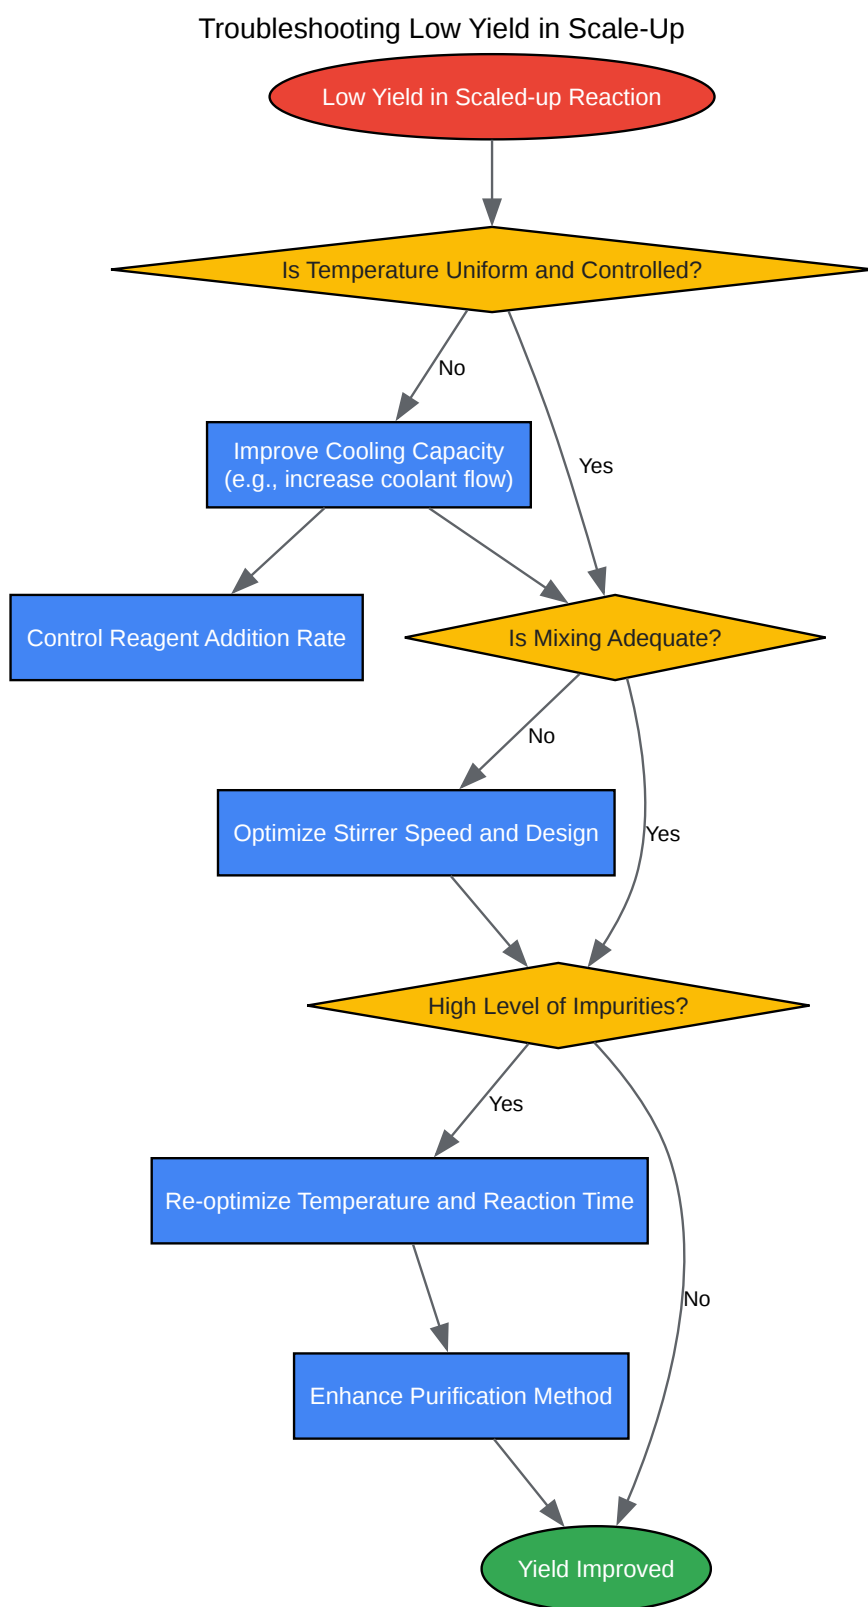 Troubleshooting Low Yield in Scale-Up
Low Yield in Scaled-up Reaction
Is Temperature Uniform and Controlled?
No
Improve Cooling Capacity
(e.g., increase coolant flow)
Yes
Control Reagent Addition Rate
Is Mixing Adequate?
No
Optimize Stirrer Speed and Design
Yes
High Level of Impurities?
Yes
Re-optimize Temperature and Reaction Time
No
Enhance Purification Method
Yield Improved